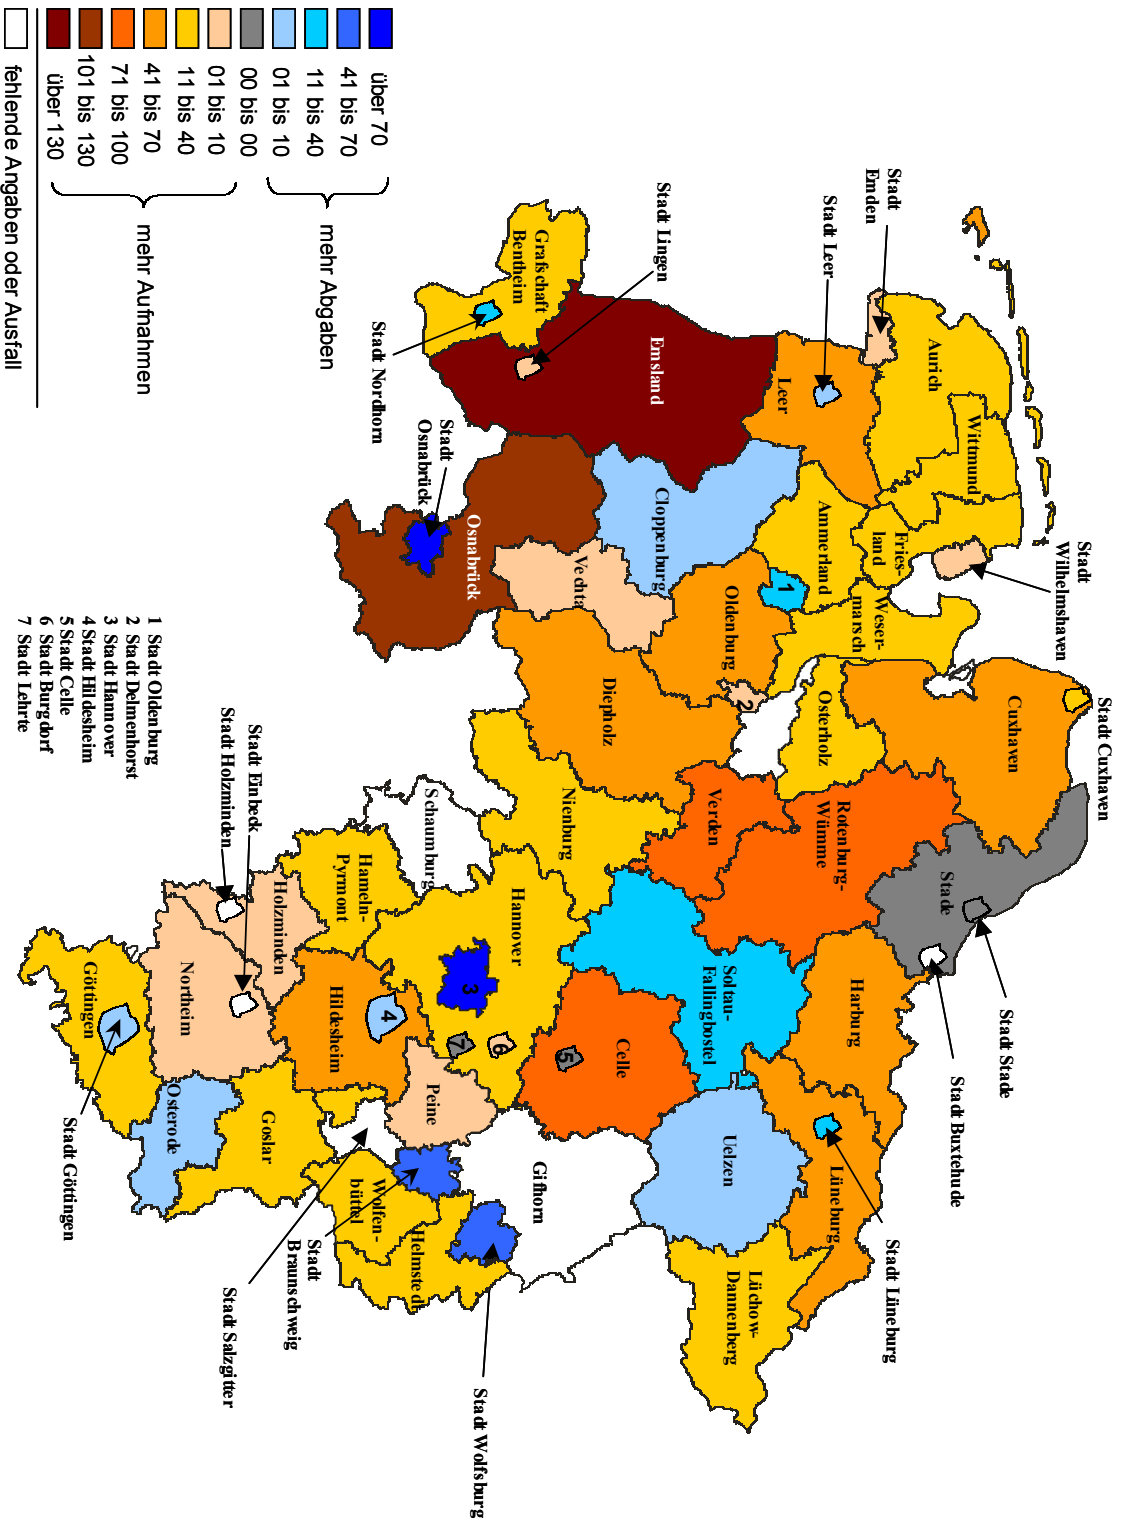 über 70
41 bis 70
11 bis 40
01 bis 10
00 bis 00
01 bis 10
11 bis 40
41 bis 70
71 bis 100
101 bis 130
über 130
mehr Abgaben
mehr Aufnahmen
fehlende Angaben oder Ausfall
Stadt
Emden
Stadt Leer
Stadt Lingen
Stadt Nordhorn
Stadt
Osnabrück
Stadt
Wilhelmshaven
Stadt Cuxhaven
Stadt Stade
Stadt Buxtehude
Stadt Lüneburg
Stadt Wolfsburg
Stadt
Braunschweig
Stadt Salzgitter
Stadt Göttingen
Stadt Einbeck
Stadt Holzminden
Aurich
Wittmund
Fries-
land
Weser-
marsch
Ammerland
Leer
Emsland
Grafschaft
Bentheim
Cloppenburg
Vechta
Osnabrück
Oldenburg
Diepholz
Osterholz
Cuxhaven
Stade
Rotenburg-
Wümme
Verden
Nienburg
Schaumburg
Hannover
Hameln-
Pyrmont
Holzminden
Hildesheim
Northeim
Göttingen
Osterode
Goslar
Peine
Wolfen-
büttel
Helmstedt
Gifhorn
Celle
Soltau-
Fallingbostel
Harburg
Lüneburg
Uelzen
Lüchow-
Dannenberg
1
2
3
4
5
6
7
1 Stadt Oldenburg
2 Stadt Delmenhorst
3 Stadt Hannover
4 Stadt Hildesheim
5 Stadt Celle
6 Stadt Burgdorf
7 Stadt Lehrte